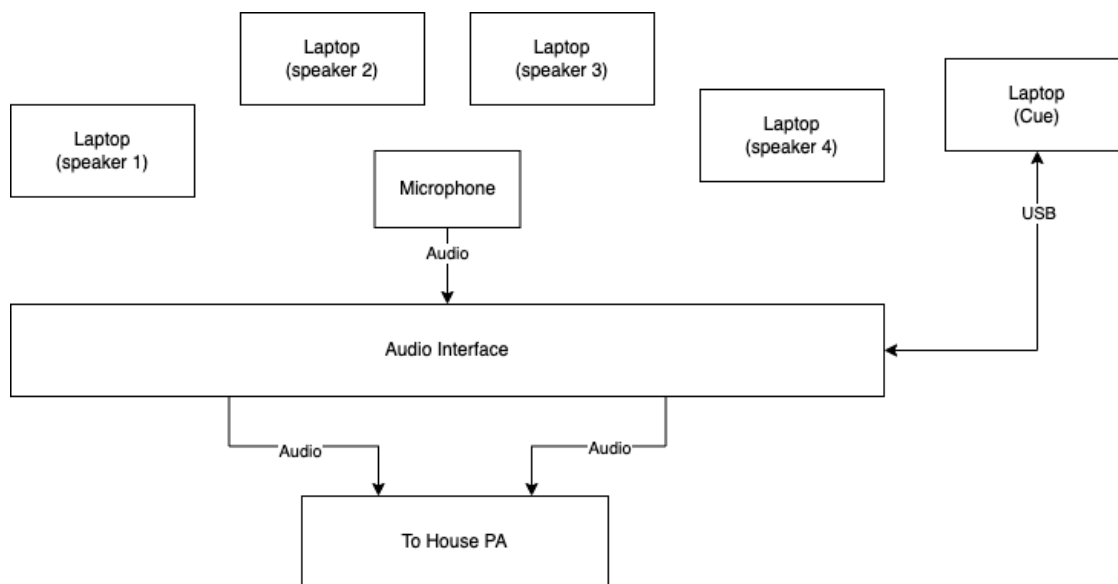 Laptop
(speaker 2)
Laptop
(speaker 3)
Laptop
(Cue)
Laptop
(speaker 1)
Laptop
(speaker 4)
Microphone
USB
Audio
Audio Interface
Audio
Audio
To House PA